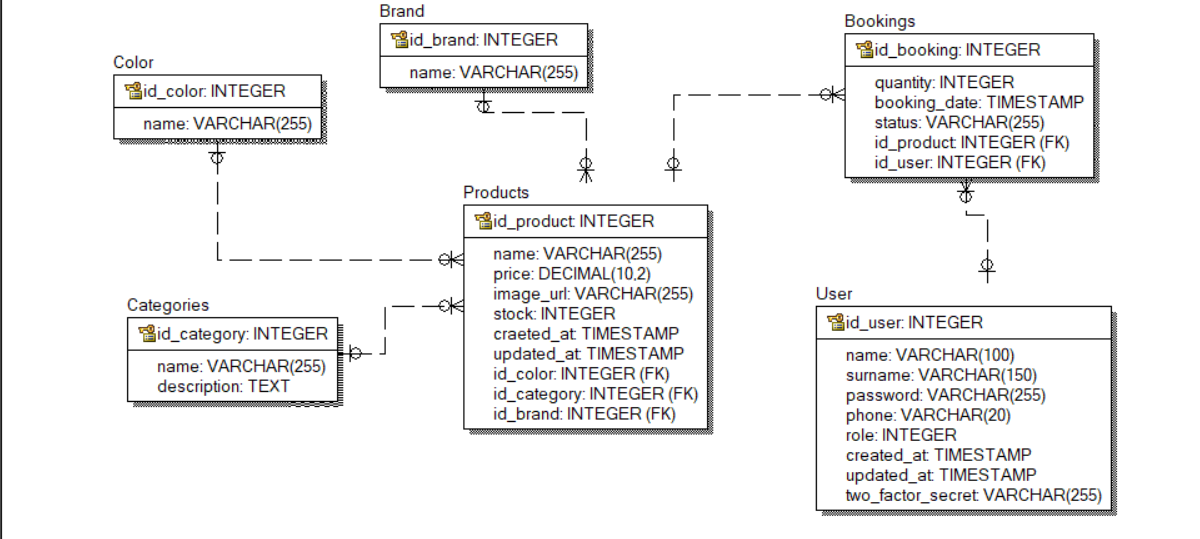 Brand
id_brand: INTEGER
name: VARCHAR(255)
Bookings
id_booking: INTEGER
quantity: INTEGER
booking_date: TIMESTAMP
status: VARCHAR(255)
id_product: INTEGER (FK)
id_user: INTEGER (FK)
Color
id_color: INTEGER
name: VARCHAR(255)
Products
id_product: INTEGER
name: VARCHAR(255)
price: DECIMAL(10,2)
image_url: VARCHAR(255)
stock: INTEGER
craeted_at: TIMESTAMP
updated_at: TIMESTAMP
id_color: INTEGER (FK)
id_category: INTEGER (FK)
id_brand: INTEGER (FK)
Categories
id_category: INTEGER
name: VARCHAR(255)
description: TEXT
User
id_user: INTEGER
name: VARCHAR(100)
surname: VARCHAR(150)
password: VARCHAR(255)
phone: VARCHAR(20)
role: INTEGER
created_at: TIMESTAMP
updated_at: TIMESTAMP
two_factor_secret: VARCHAR(255)